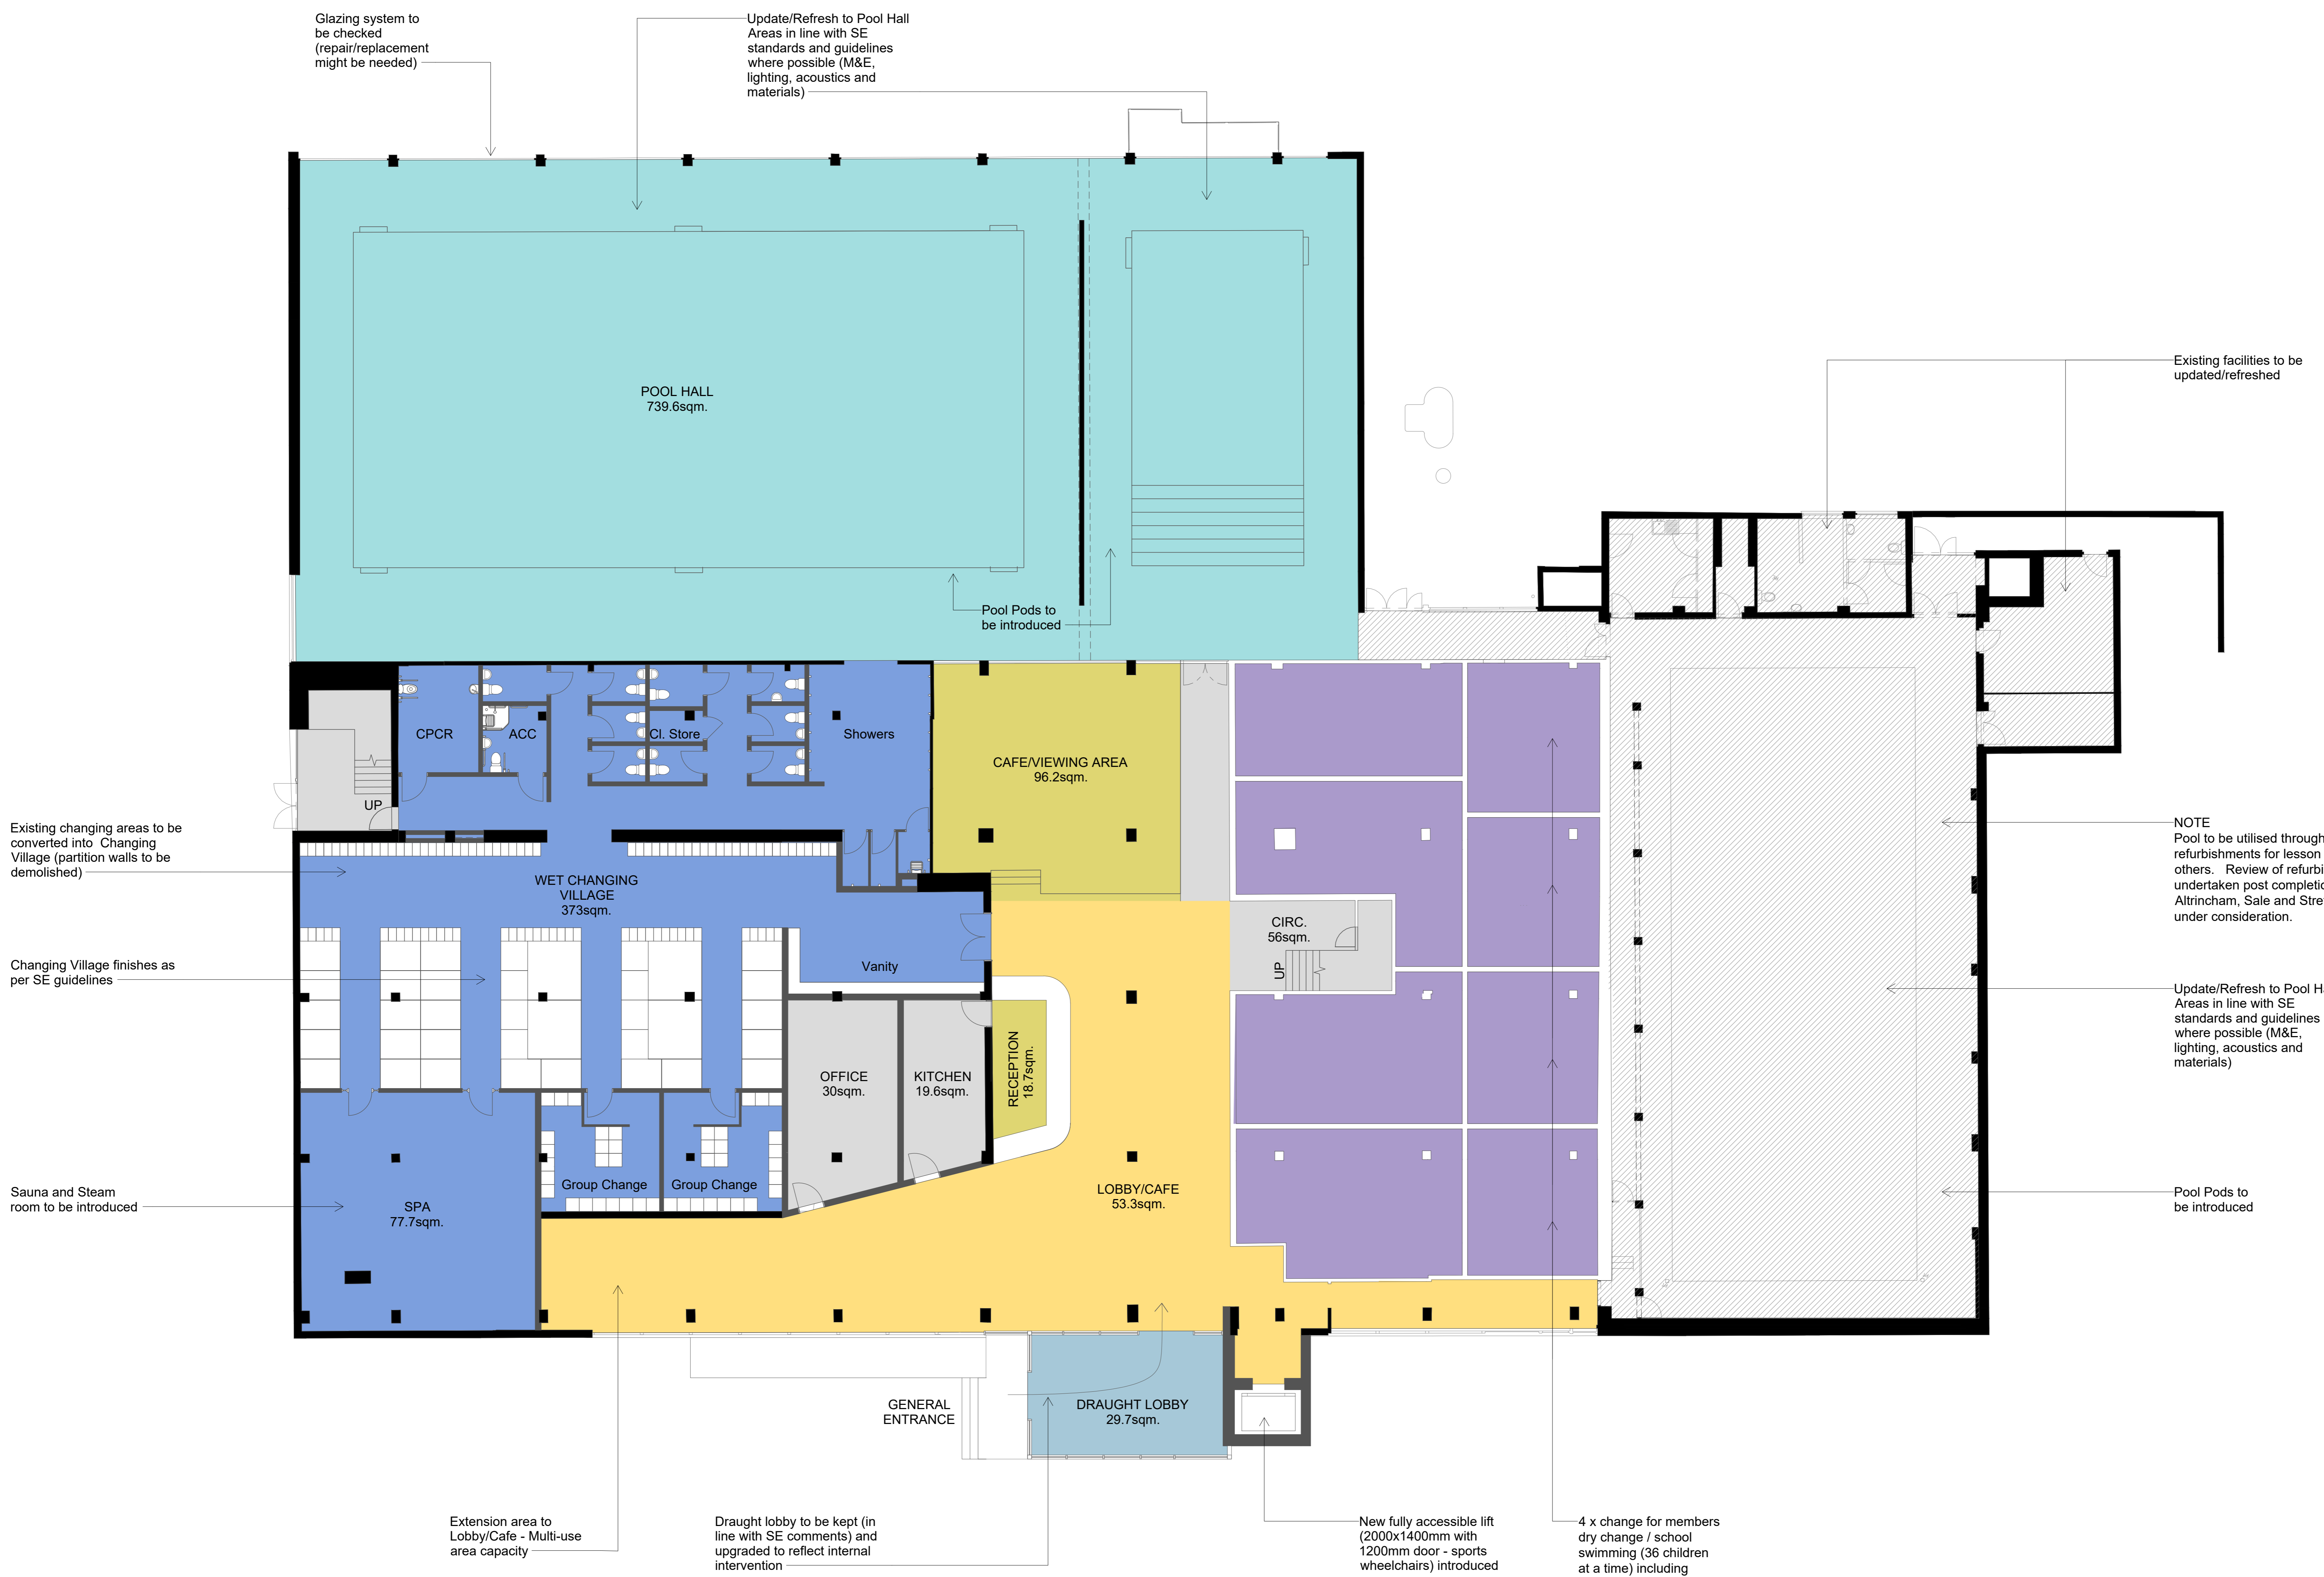 Glazing system to
be checked
(repair/replacement
might be needed)
Update/Refresh to Pool Hall
Areas in line with SE
standards and guidelines
where possible (M&E,
lighting, acoustics and
materials)
POOL HALL
739.6sqm.
Existing facilities to be
updated/refreshed
Pool Pods to
be introduced
CPCR
ACC
Cl. Store
Showers
UP
CAFE/VIEWING AREA
96.2sqm.
Existing changing areas to be
converted into Changing
Village (partition walls to be
demolished)
WET CHANGING
VILLAGE
373sqm.
NOTE
Pool to be utilised through
refurbishments for lesson
others. Review of refurbi
undertaken post completio
Altrincham, Sale and Stre
under consideration.
CIRC.
56sqm.
UP
Changing Village finishes as
per SE guidelines
Vanity
Update/Refresh to Pool Ha
Areas in line with SE
standards and guidelines
where possible (M&E,
lighting, acoustics and
materials)
OFFICE
30sqm.
KITCHEN
19.6sqm.
RECEPTION
18.7sqm.
Sauna and Steam
room to be introduced
SPA
77.7sqm.
Group Change
Group Change
LOBBY/CAFE
53.3sqm.
Pool Pods to
be introduced
GENERAL
ENTRANCE
DRAUGHT LOBBY
29.7sqm.
Extension area to
Lobby/Cafe - Multi-use
area capacity
Draught lobby to be kept (in
line with SE comments) and
upgraded to reflect internal
intervention
New fully accessible lift
(2000x1400mm with
1200mm door - sports
wheelchairs) introduced
4 x change for members
dry change / school
swimming (36 children
at a time) including